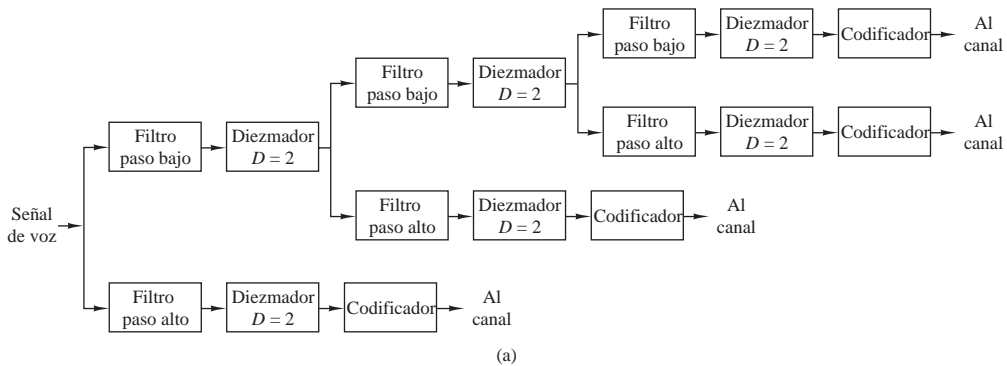 Filtro
paso bajo
Diezmador
D = 2
Codificador
Al
canal
Filtro
paso bajo
Diezmador
D = 2
Filtro
paso alto
Diezmador
D = 2
Codificador
Al
canal
Filtro
paso bajo
Diezmador
D = 2
Señal
de voz
Filtro
paso alto
Diezmador
D = 2
Codificador
Al
canal
Filtro
paso alto
Diezmador
D = 2
Codificador
Al
canal
(a)